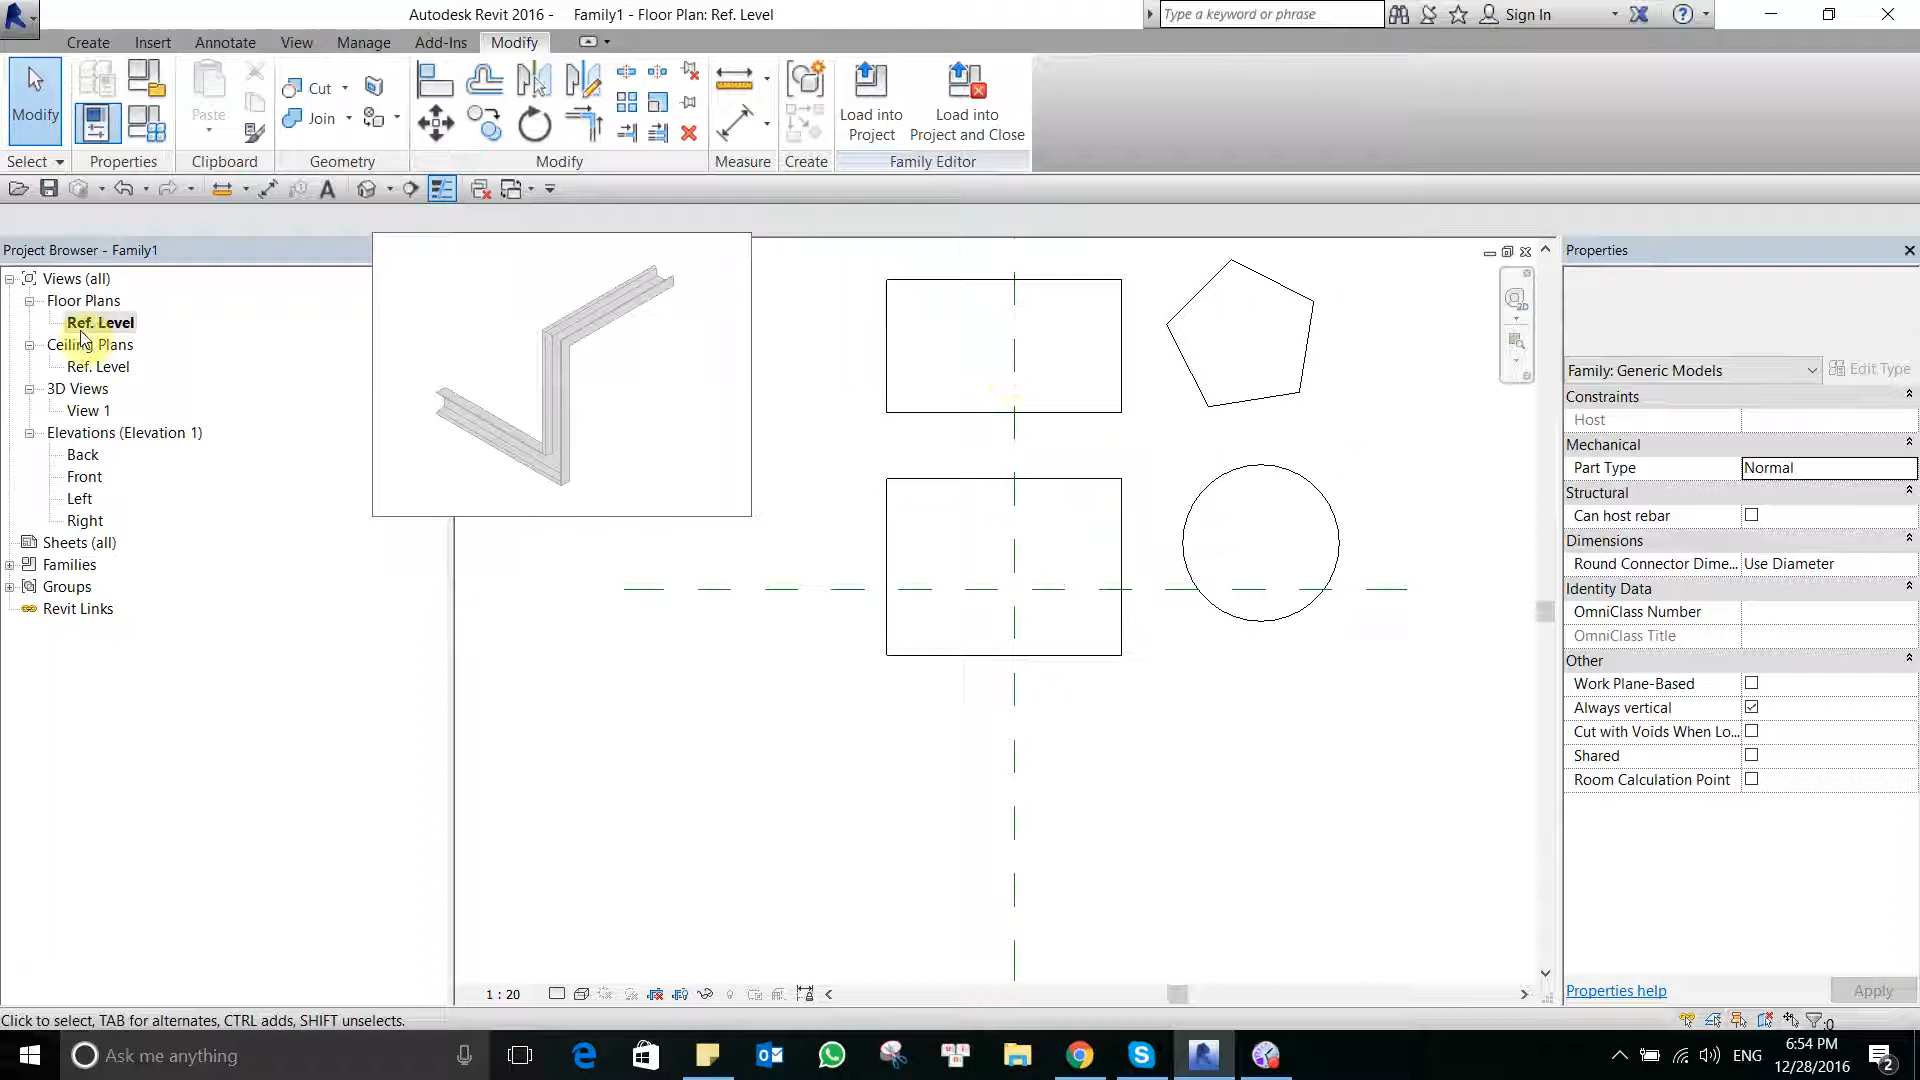 Autodesk Revit 2016 - Family1 - Floor Plan: Ref. Level
Type a keyword or phrase
Sign In
Create Insert Annotate View Manage Add-Ins Modify
Modify
Paste
Cut
Join
Load into
Project
Load into
Project and Close
Select Properties Clipboard Geometry Modify Measure Create Family Editor
Project Browser - Family1
Views (all)
Floor Plans
Ref. Level
Ceiling Plans
Ref. Level
3D Views
View 1
Elevations (Elevation 1)
Back
Front
Left
Right
Sheets (all)
Families
Groups
Revit Links
2D
Properties
Family: Generic Models
Edit Type
Constraints
Host
Mechanical
Part Type Normal
Structural
Can host rebar
Dimensions
Round Connector Dime... Use Diameter
Identity Data
OmniClass Number
OmniClass Title
Other
Work Plane-Based
Always vertical
Cut with Voids When Lo...
Shared
Room Calculation Point
Properties help
Apply
1 : 20
Click to select, TAB for alternates, CTRL adds, SHIFT unselects.
:0
Ask me anything
ENG
6:54 PM
12/28/2016
2